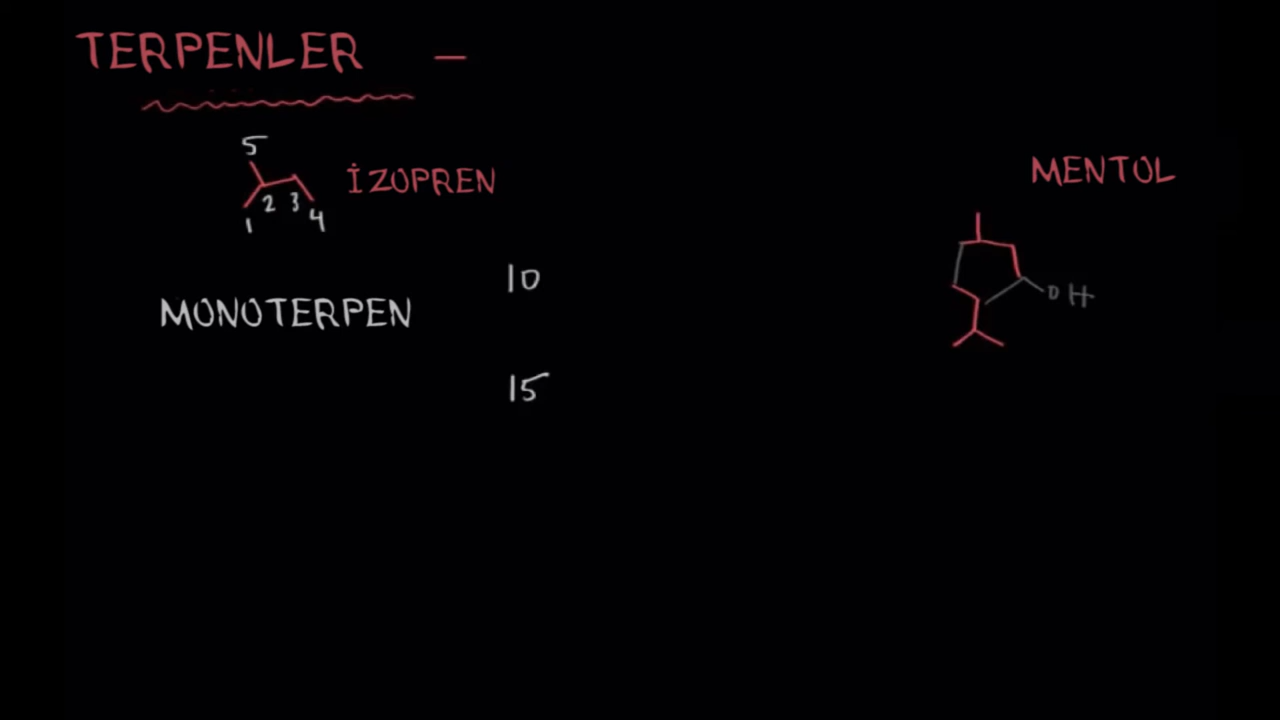 TERPENLER –
5
İZOPREN
1 2 3 4
MENTOL
OH
10
MONOTERPEN
15